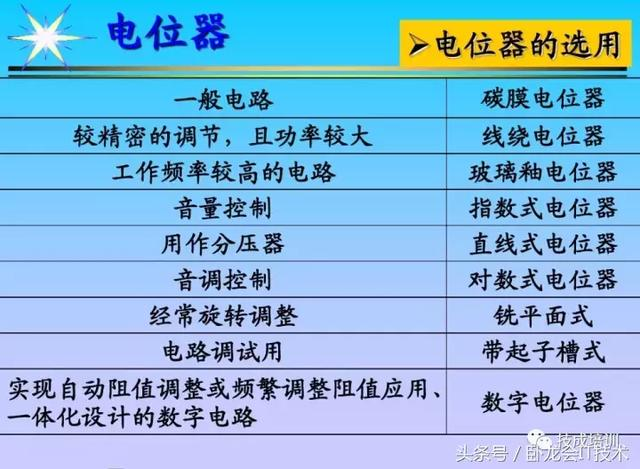 电位器
➢电位器的选用
一般电路 碳膜电位器
较精密的调节，且功率较大 线绕电位器
工作频率较高的电路 玻璃釉电位器
音量控制 指数式电位器
用作分压器 直线式电位器
音调控制 对数式电位器
经常旋转调整 铣平面式
电路调试用 带起子槽式
实现自动阻值调整或频繁调整阻值应用、
一体化设计的数字电路 数字电位器
技成培训
头条号/卧龙会IT技术